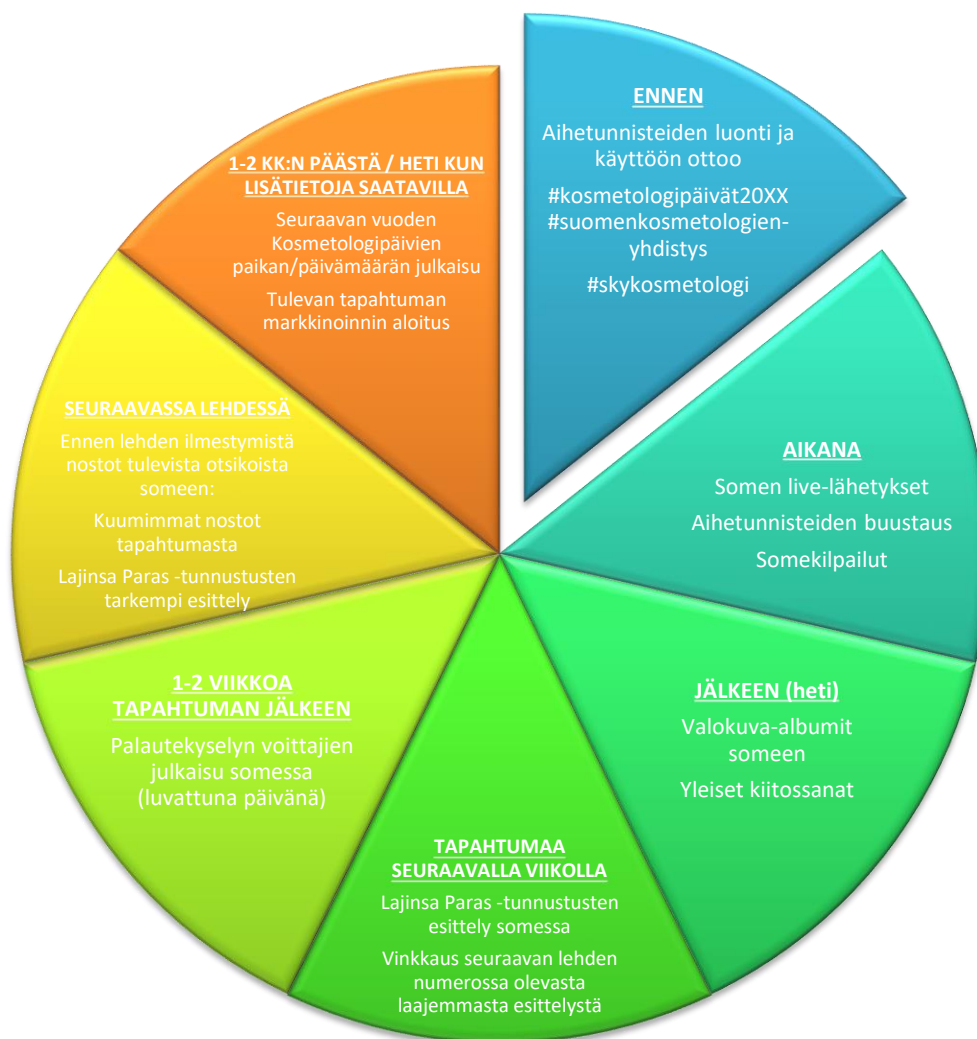 ENNEN
Aihetunnisteiden luonti ja
käyttöön ottoo
#kosmetologipäivät20XX
#suomenkosmetologien-
yhdistys
#skykosmetologi
AIKANA
Somen live-lähetykset
Aihetunnisteiden buustaus
Somekilpailut
JÄLKEEN (heti)
Valokuva-albumit
someen
Yleiset kiitossanat
TAPAHTUMAA
SEURAAVALLA VIIKOLLA
Lajinsa Paras -tunnustusten
esittely somessa
Vinkkaus seuraavan lehden
numerossa olevasta
laajemmasta esittelystä
1-2 VIIKKOA
TAPAHTUMAN JÄLKEEN
Palautekyselyn voittajien
julkaisu somessa
(luvattuna päivänä)
SEURAAVASSA LEHDESSÄ
Ennen lehden ilmestymistä
nostot tulevista otsikoista
someen:
Kuumimmat nostot
tapahtumasta
Lajinsa Paras -tunnustusten
tarkempi esittely
1-2 KK:N PÄÄSTÄ / HETI KUN
LISÄTIETOJA SAATAVILLA
Seuraavan vuoden
Kosmetologipäivien
paikan/päivämäärän julkaisu
Tulevan tapahtuman
markkinoinnin aloitus